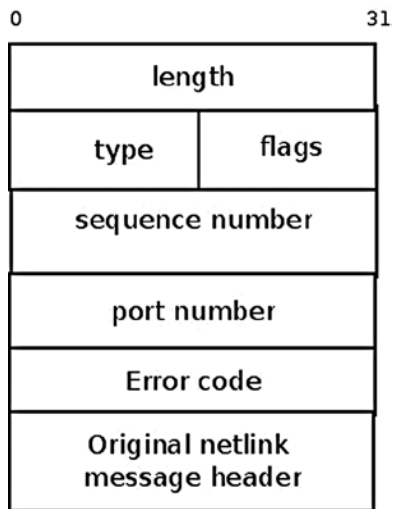 0 31
length
type flags
sequence number
port number
Error code
Original netlink
message header